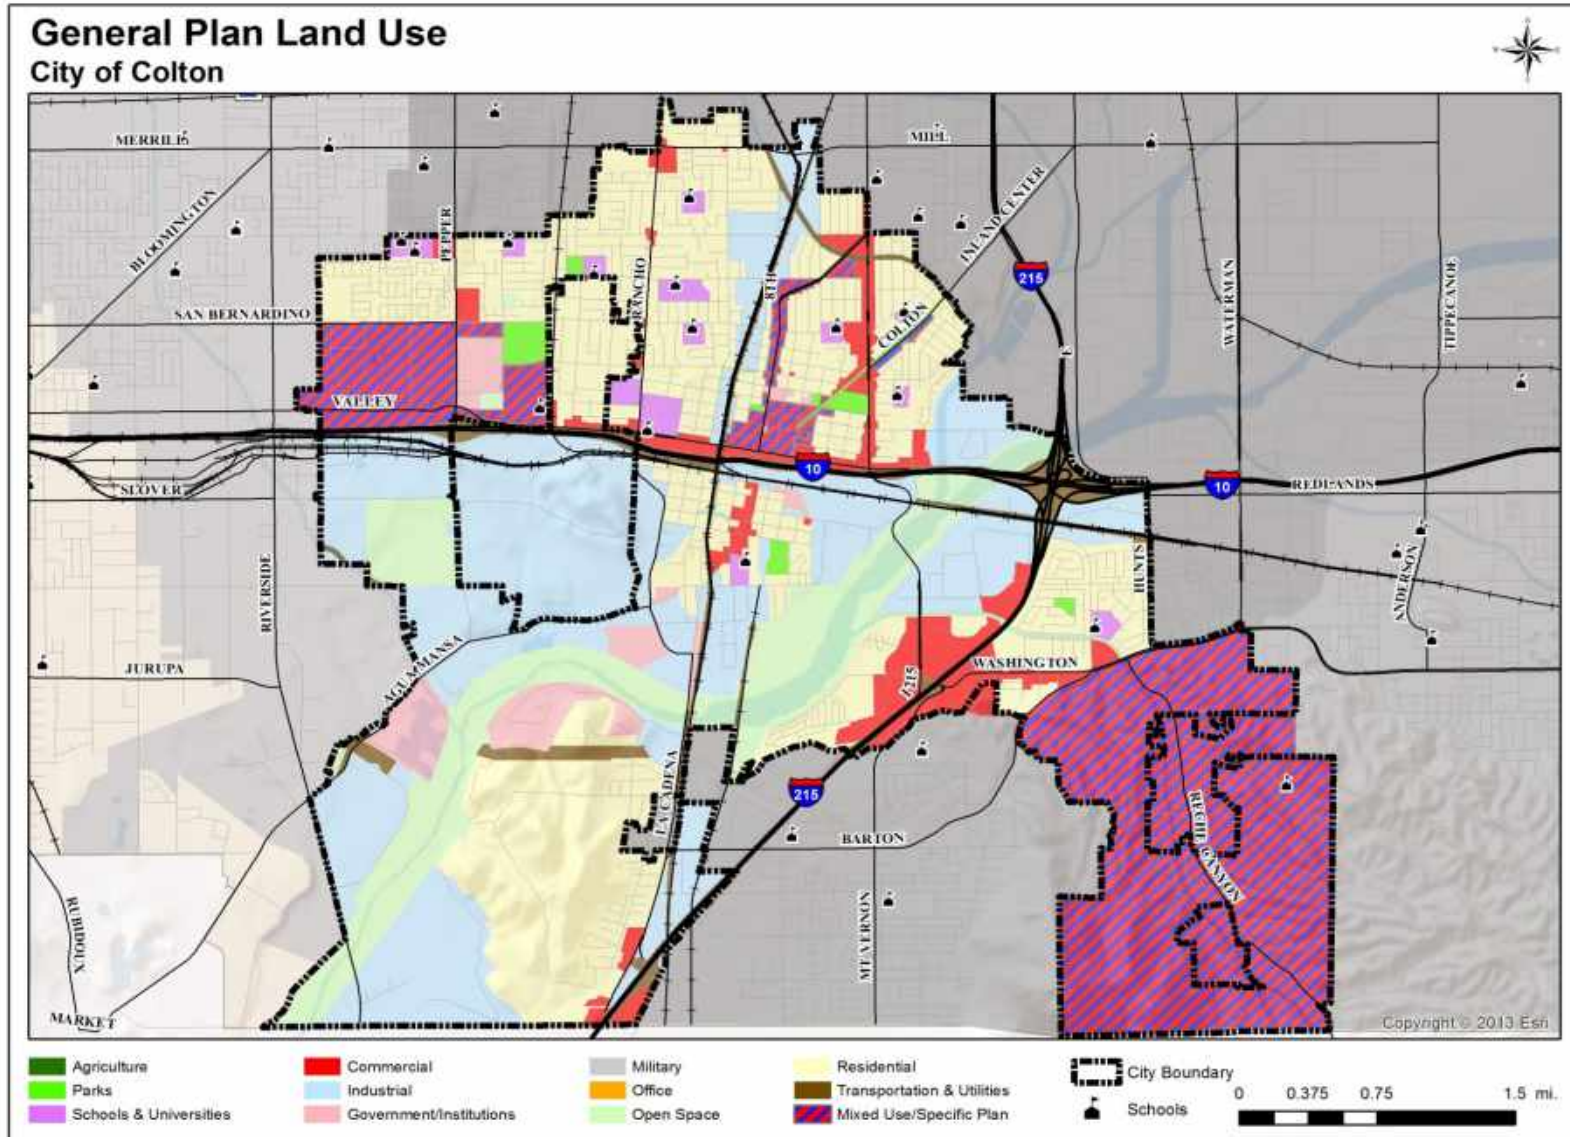 General Plan Land Use
City of Colton
MERRILL
MILL
BLOOMINGTON
PEPPER
INLAND CENTER
215
RANCHO
8TH
E
WATERMAN
TIPPECANOE
SAN BERNARDINO
COLTON
VALLEY
10
10
SLOVER
REDLANDS
RIVERSIDE
HUNTS
ANDERSON
AGUA MANSA
JURUPA
I-215
WASHINGTON
LA CADENA
215
BARTON
RECHE CANYON
RUBIDOUX
MT VERNON
MARKET
Copyright © 2013 Esri
Agriculture
Commercial
Military
Residential
City Boundary
Parks
Industrial
Office
Transportation & Utilities
0 0.375 0.75 1.5 mi.
Schools & Universities
Government/Institutions
Open Space
Mixed Use/Specific Plan
Schools